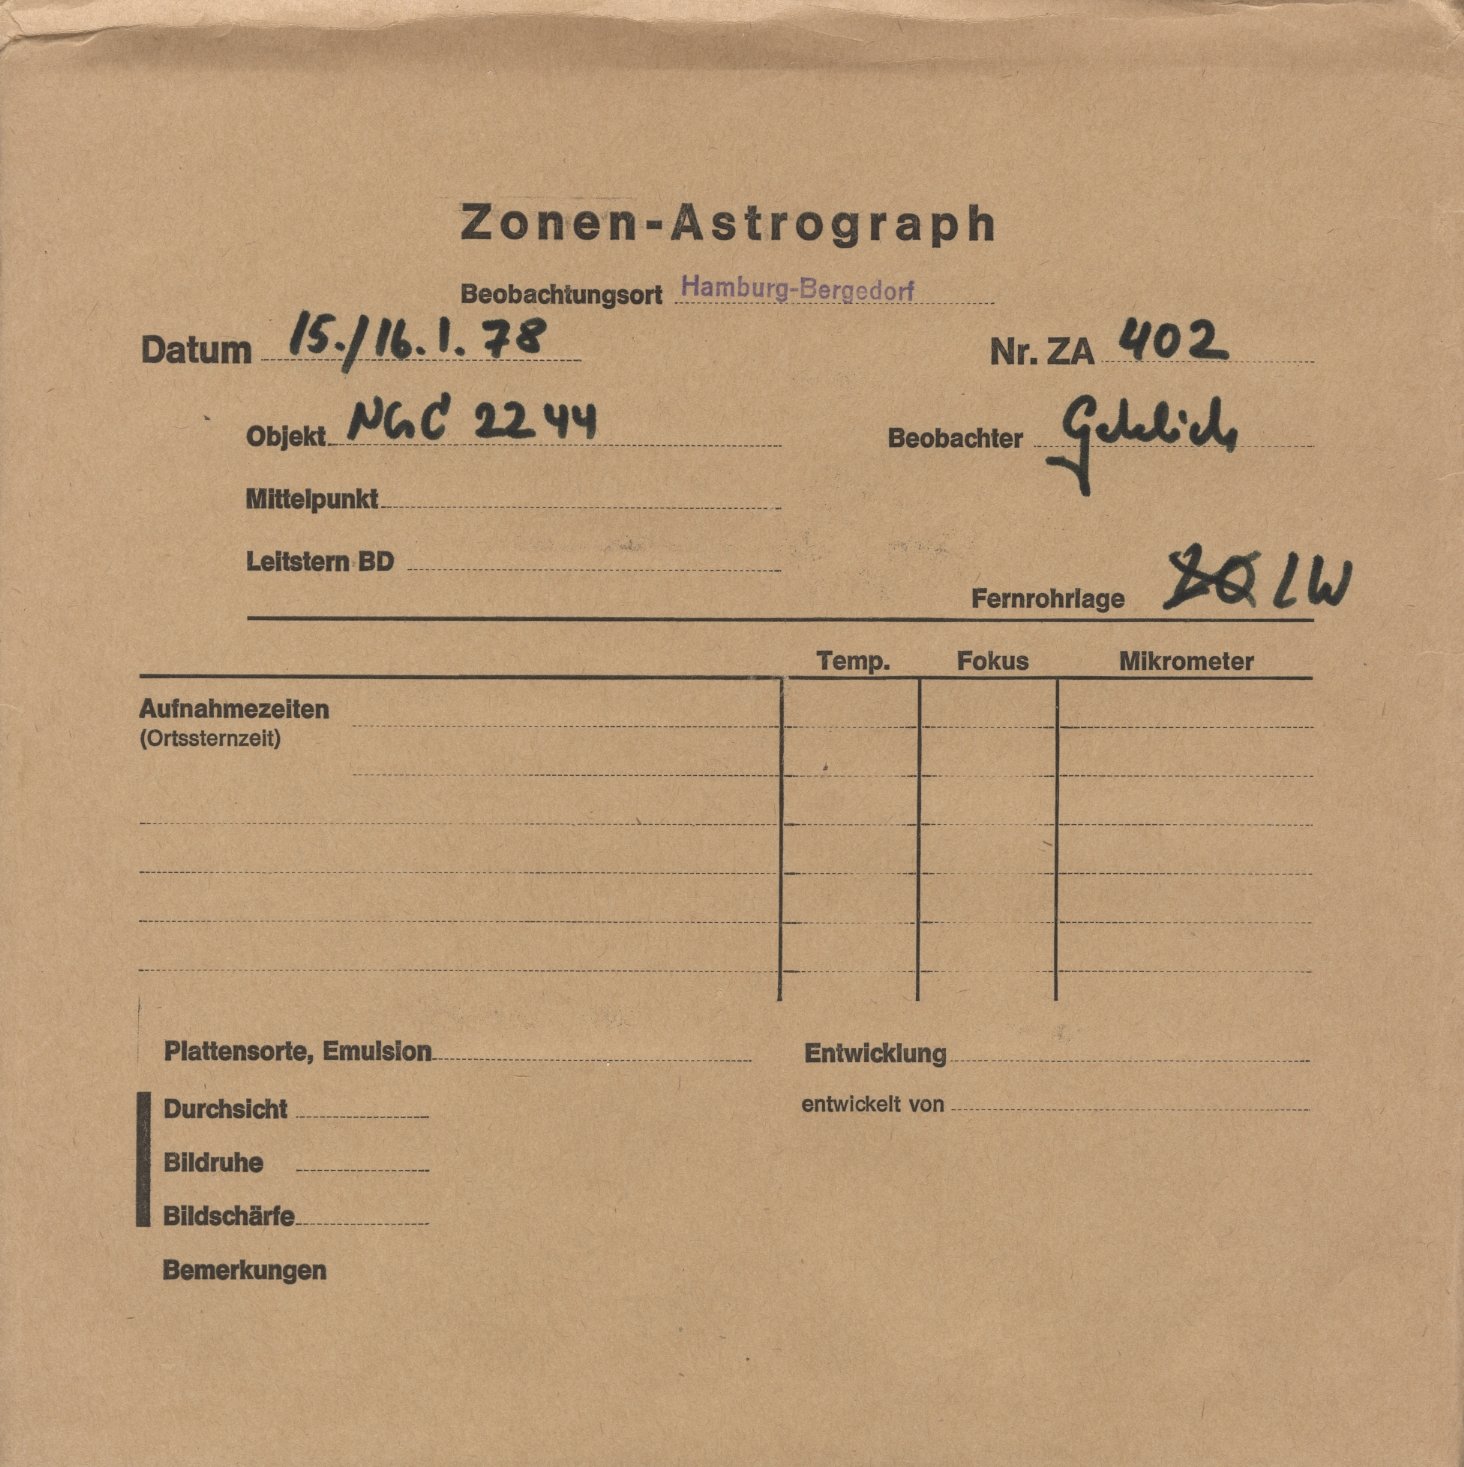 Zonen-Astrograph
Beobachtungsort Hamburg-Bergedorf
Datum 15./16.1.78 Nr. ZA 402
Objekt NGC 2244 Beobachter
Mittelpunkt
Leitstern BD
Fernrohrlage LW
Temp. Fokus Mikrometer
Aufnahmezeiten
(Ortssternzeit)
Plattensorte, Emulsion Entwicklung
Durchsicht entwickelt von
Bildruhe
Bildschärfe
Bemerkungen